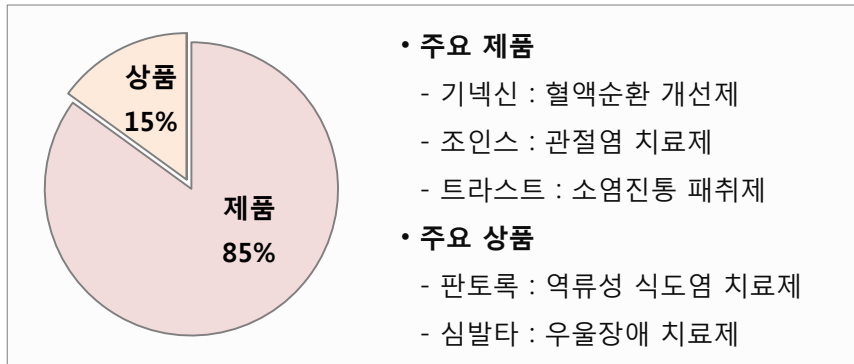 상품
15%
제품
85%
• 주요 제품
- 기넥신 : 혈액순환 개선제
- 조인스 : 관절염 치료제
- 트라스트 : 소염진통 패취제
• 주요 상품
- 판토록 : 역류성 식도염 치료제
- 심발타 : 우울장애 치료제